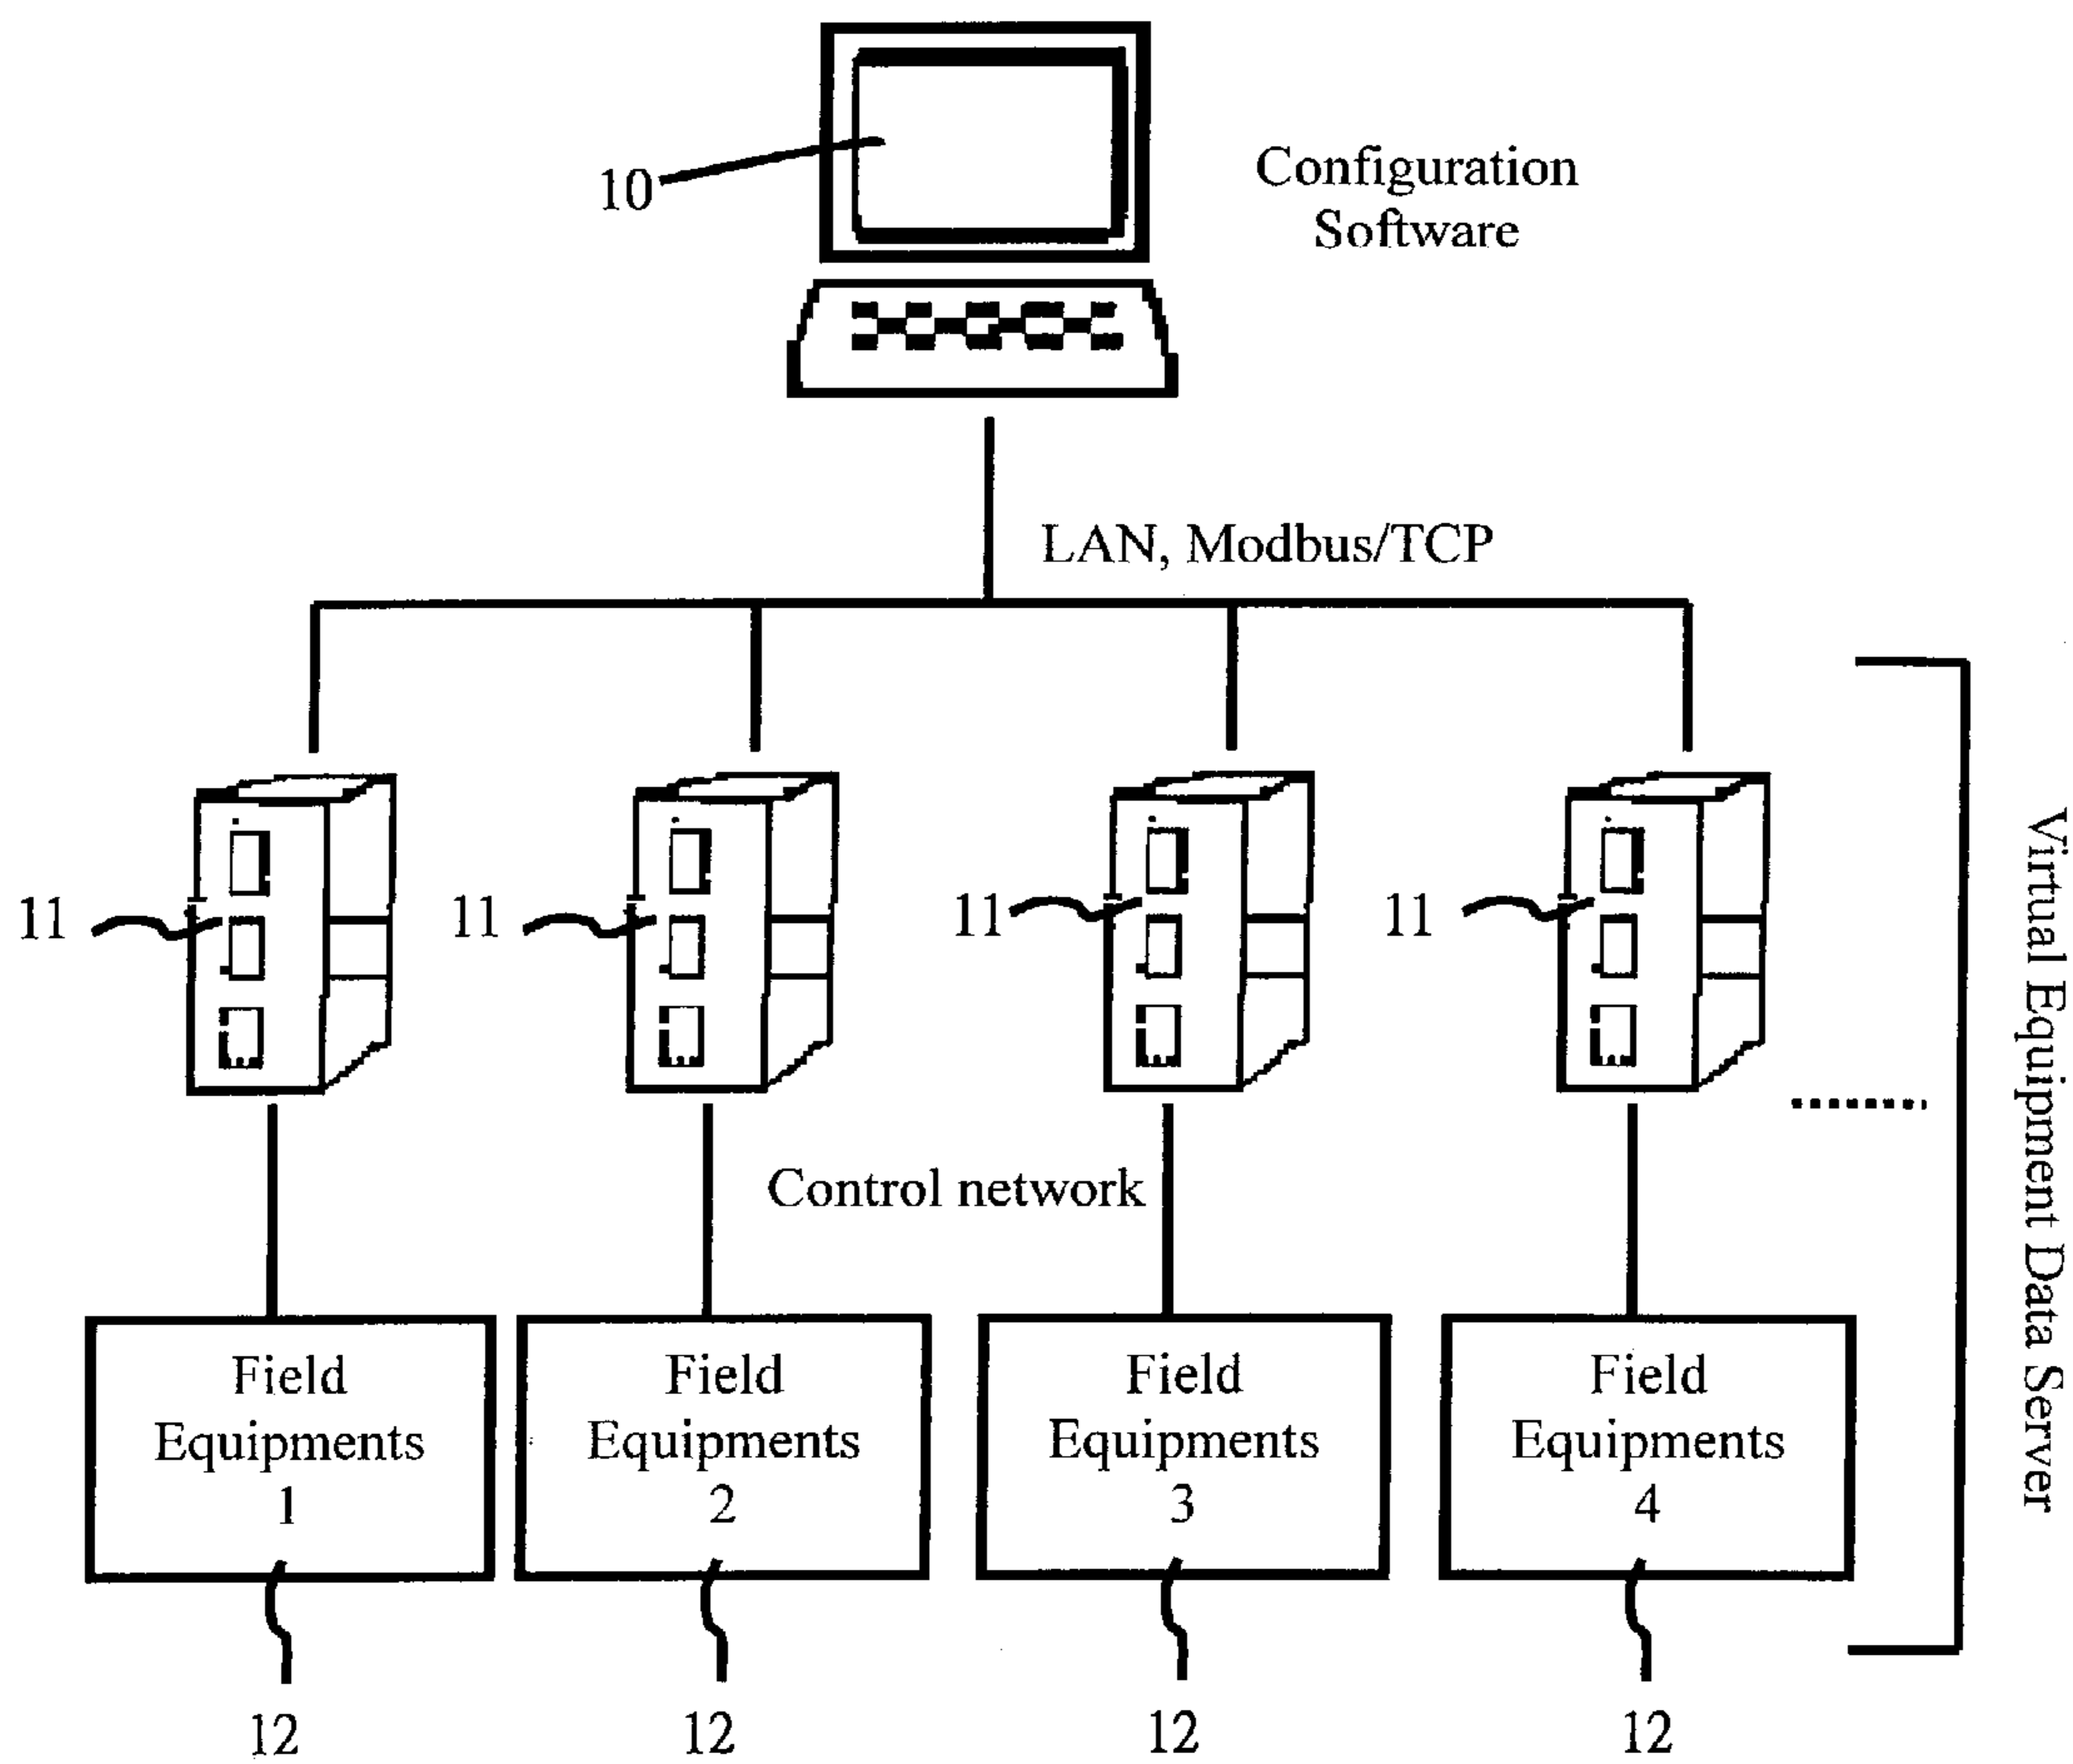 10
Configuration
Software
LAN, Modbus/TCP
11
11
11
11
Control network
Virtual Equipment Data Server
Field
Equipments
1
Field
Equipments
2
Field
Equipments
3
Field
Equipments
4
12
12
12
12